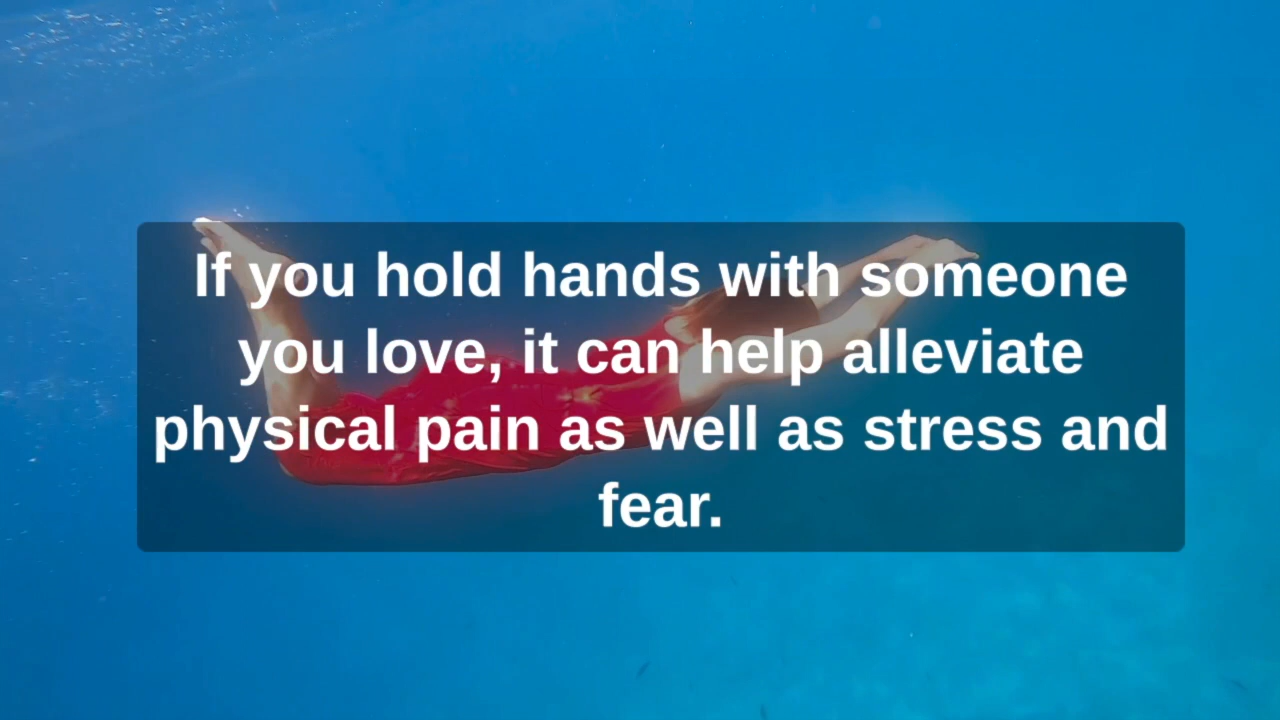 If you hold hands with someone
you love, it can help alleviate
physical pain as well as stress and
fear.